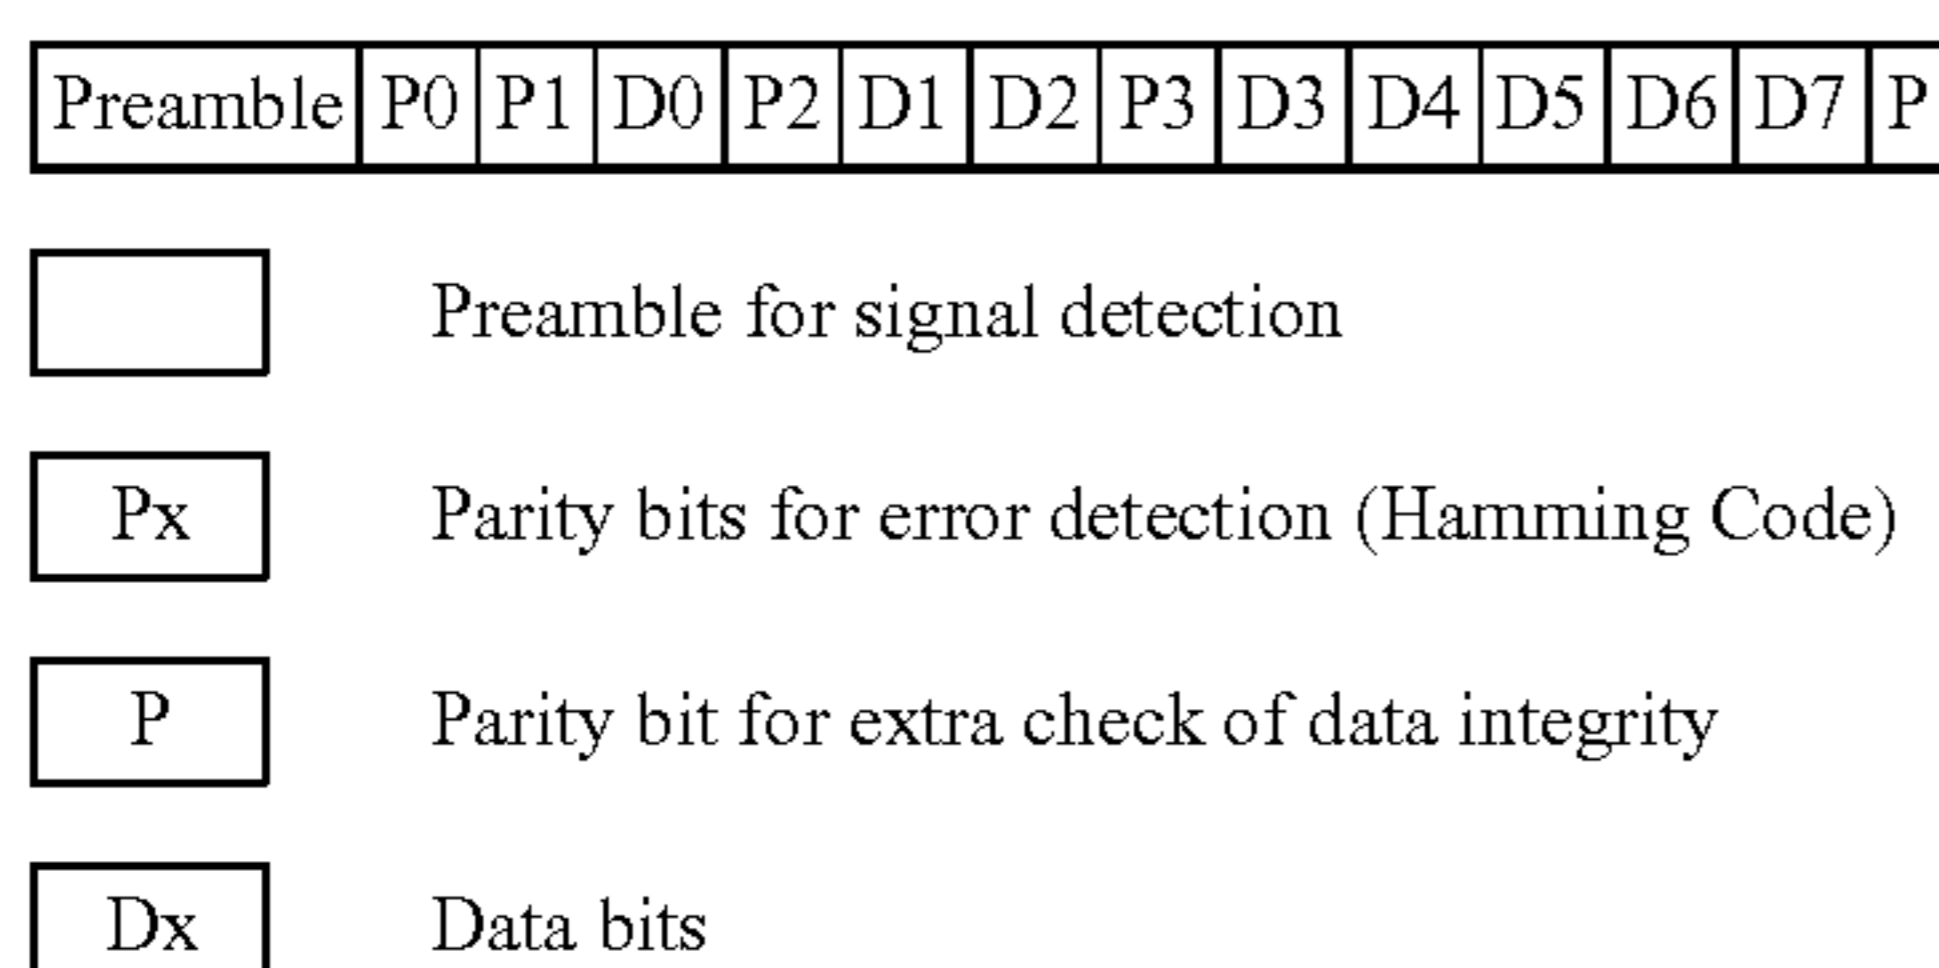 Preamble P0 P1 D0 P2 D1 D2 P3 D3 D4 D5 D6 D7 P
Preamble for signal detection
Px Parity bits for error detection (Hamming Code)
P Parity bit for extra check of data integrity
Dx Data bits